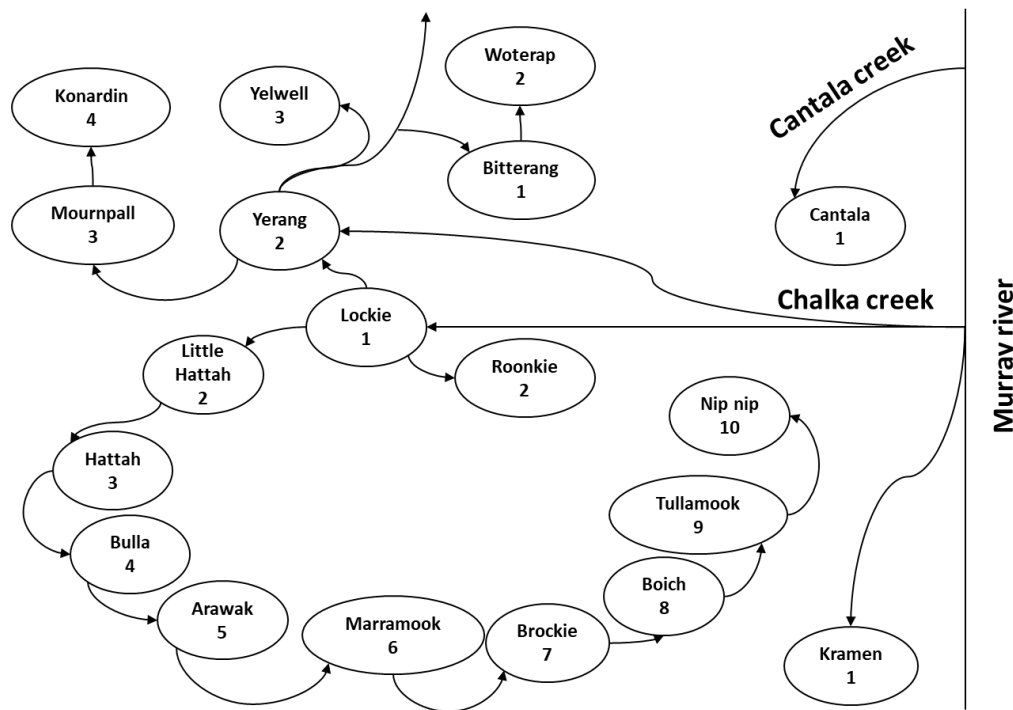 Woterap
2
Cantala creek
Konardin
4
Yelwell
3
Bitterang
1
Mournpall
3
Yerang
2
Cantala
1
Chalka creek
Murray river
Lockie
1
Little
Hattah
2
Roonkie
2
Nip nip
10
Hattah
3
Tullamook
9
Bulla
4
Boich
8
Arawak
5
Marramook
6
Brockie
7
Kramen
1